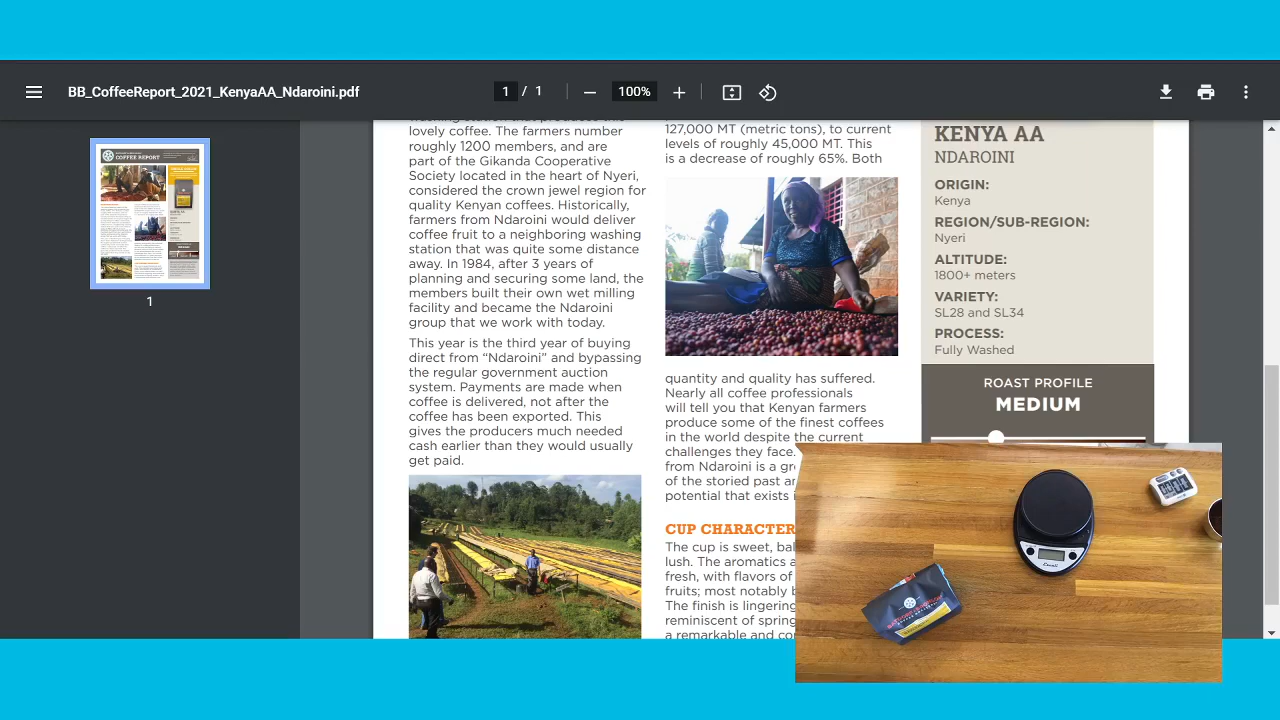 BB_CoffeeReport_2021_KenyaAA_Ndaroini.pdf
1 / 1
100%
1
lovely coffee. The farmers number
roughly 1200 members, and are
part of the Gikanda Cooperative
Society located in the heart of Nyeri,
considered the crown jewel region for
quality Kenyan coffees. Historically,
farmers from Ndaroini would deliver
coffee fruit to a neighboring washing
station that was quite some distance
away. In 1984, after 3 years of
planning and securing some land, the
members built their own wet milling
facility and became the Ndaroini
group that we work with today.
This year is the third year of buying
direct from “Ndaroini” and bypassing
the regular government auction
system. Payments are made when
coffee is delivered, not after the
coffee has been exported. This
gives the producers much needed
cash earlier than they would usually
get paid.
127,000 MT (metric tons), to current
levels of roughly 45,000 MT. This
is a decrease of roughly 65%. Both
quantity and quality has suffered.
Nearly all coffee professionals
will tell you that Kenyan farmers
produce some of the finest coffees
in the world despite the current
challenges they face.
from Ndaroini is a
of the storied past
potential that exists
CUP CHARACTER
The cup is sweet,
lush. The aromatics
fresh, with flavors of
fruits; most notably
The finish is lingering
reminiscent of spring
a remarkable and
KENYA AA
NDAROINI
ORIGIN:
Kenya
REGION/SUB-REGION:
Nyeri
ALTITUDE:
1800+ meters
VARIETY:
SL28 and SL34
PROCESS:
Fully Washed
ROAST PROFILE
MEDIUM
Escali